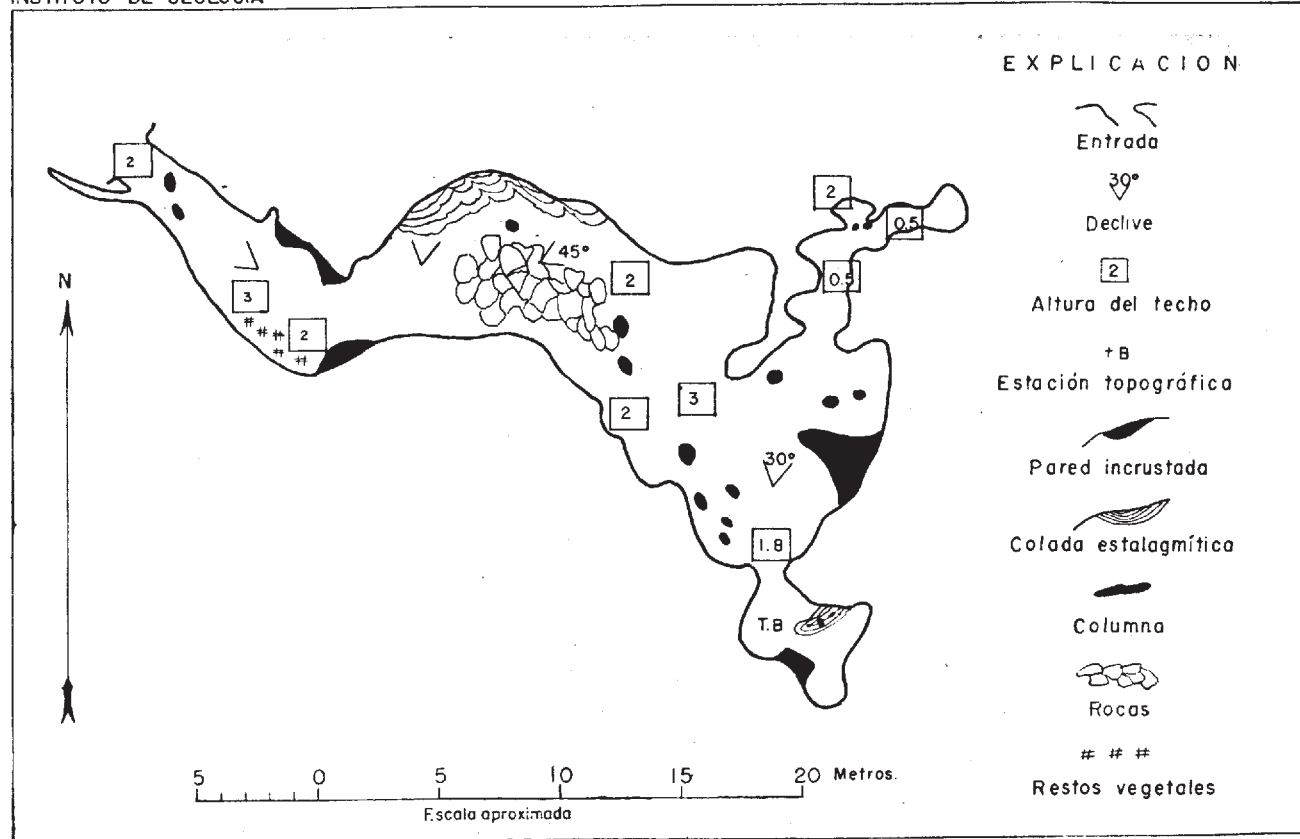 INSTITUTO DE GEOLOGIA
EXPLICACION
Entrada
30°
Declive
2
Altura del techo
+ B
Estación topográfica
Pared incrustada
Colada estalagmítica
Columna
Rocas
# # #
Restos vegetales
2
2
0.5
45°
2
0.5
N
3
2
2
3
30°
1.8
T.B
5 0 5 10 15 20 Metros.
Escala aproximada